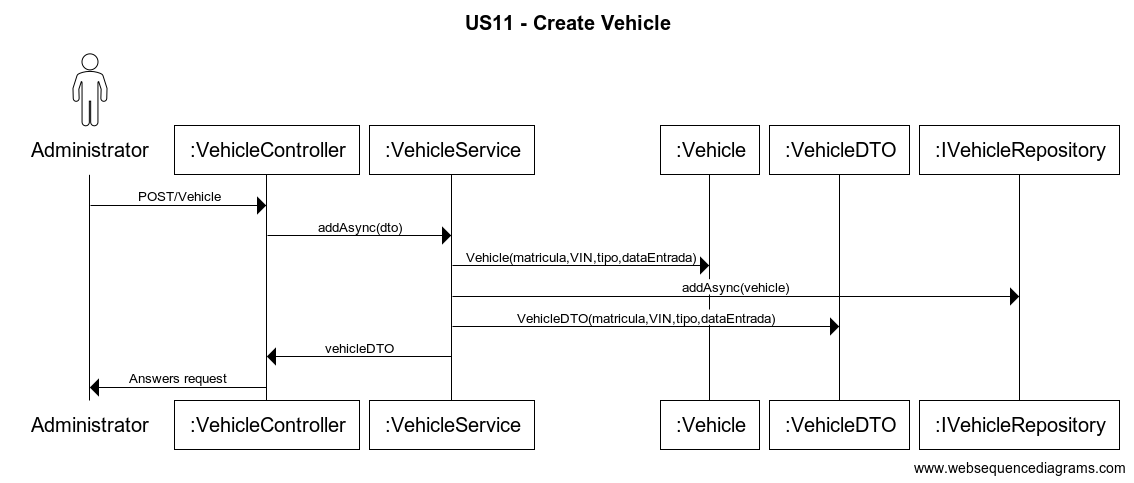 US11 - Create Vehicle
Administrator
:VehicleController
:VehicleService
:Vehicle
:VehicleDTO
:IVehicleRepository
POST/Vehicle
addAsync(dto)
Vehicle(matricula,VIN,tipo,dataEntrada)
addAsync(vehicle)
VehicleDTO(matricula,VIN,tipo,dataEntrada)
vehicleDTO
Answers request
Administrator
:VehicleController
:VehicleService
:Vehicle
:VehicleDTO
:IVehicleRepository
www.websequencediagrams.com